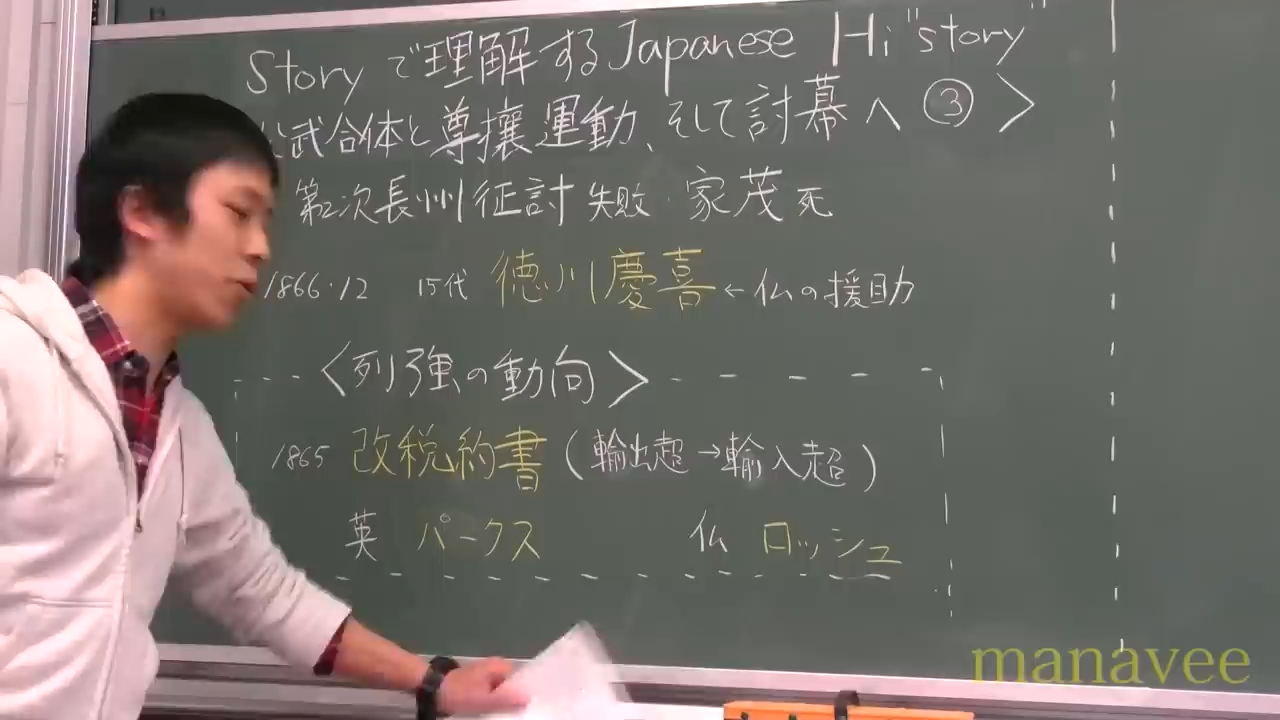 Storyで理解するJapanese Hi"story"
武合体と尊攘運動、そして討幕へ ③ >
第2次長州征討 失敗・家茂死
1866・12 15代 徳川慶喜 ← 仏の援助
<列強の動向>
1865 改税約書 (輸出超→輸入超)
英 パークス 仏 ロッシュ
manavee